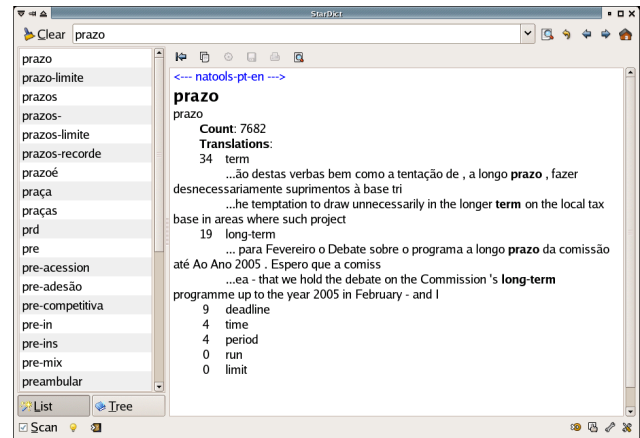 StarDict
Clear prazo
prazo
prazo-limite
prazos
prazos-
prazos-limite
prazos-recorde
prazoé
praça
praças
prd
pre
pre-acession
pre-adesão
pre-competitiva
pre-in
pre-ins
pre-mix
preambular
List Tree
Scan
<--- natools-pt-en --->
prazo
prazo
Count: 7682
Translations:
34 term
...ão destas verbas bem como a tentação de , a longo prazo , fazer
desnecessariamente suprimentos à base tri
...he temptation to draw unnecessarily in the longer term on the local tax
base in areas where such project
19 long-term
... para Fevereiro o Debate sobre o programa a longo prazo da comissão
até Ao Ano 2005 . Espero que a comiss
...ea - that we hold the debate on the Commission 's long-term
programme up to the year 2005 in February - and I
9 deadline
4 time
4 period
0 run
0 limit